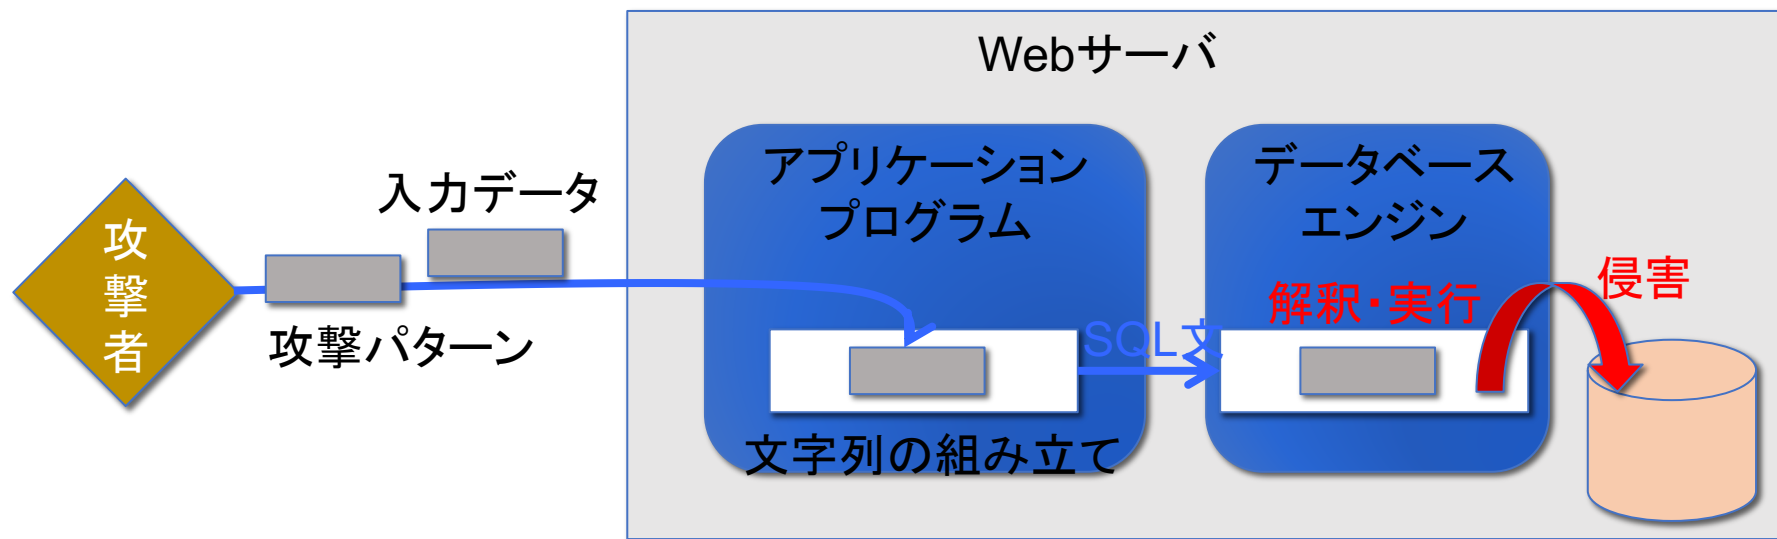 Webサーバ
アプリケーション
プログラム
データベース
エンジン
入力データ
攻撃者
攻撃パターン
解釈・実行
侵害
SQL文
文字列の組み立て